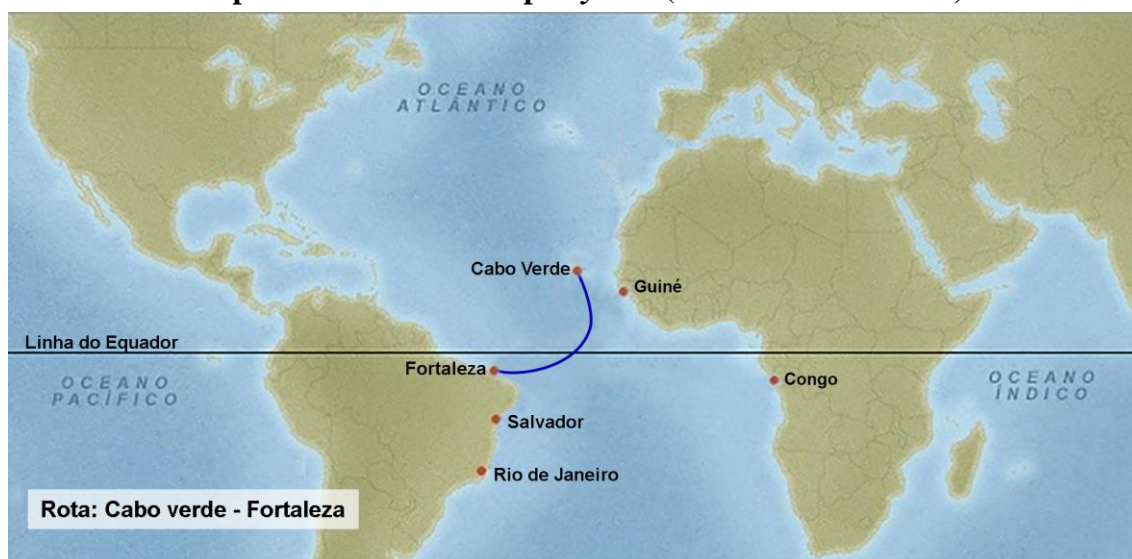 OCEANO
ATLÂNTICO
Cabo Verde
Guiné
Linha do Equador
Fortaleza
OCEANO
PACÍFICO
Congo
OCEANO
ÍNDICO
Salvador
Rio de Janeiro
Rota: Cabo verde - Fortaleza